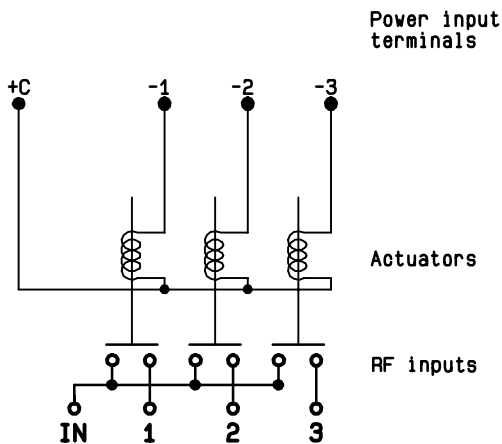 Power input
terminals
+C -1 -2 -3
Actuators
RF inputs
IN 1 2 3